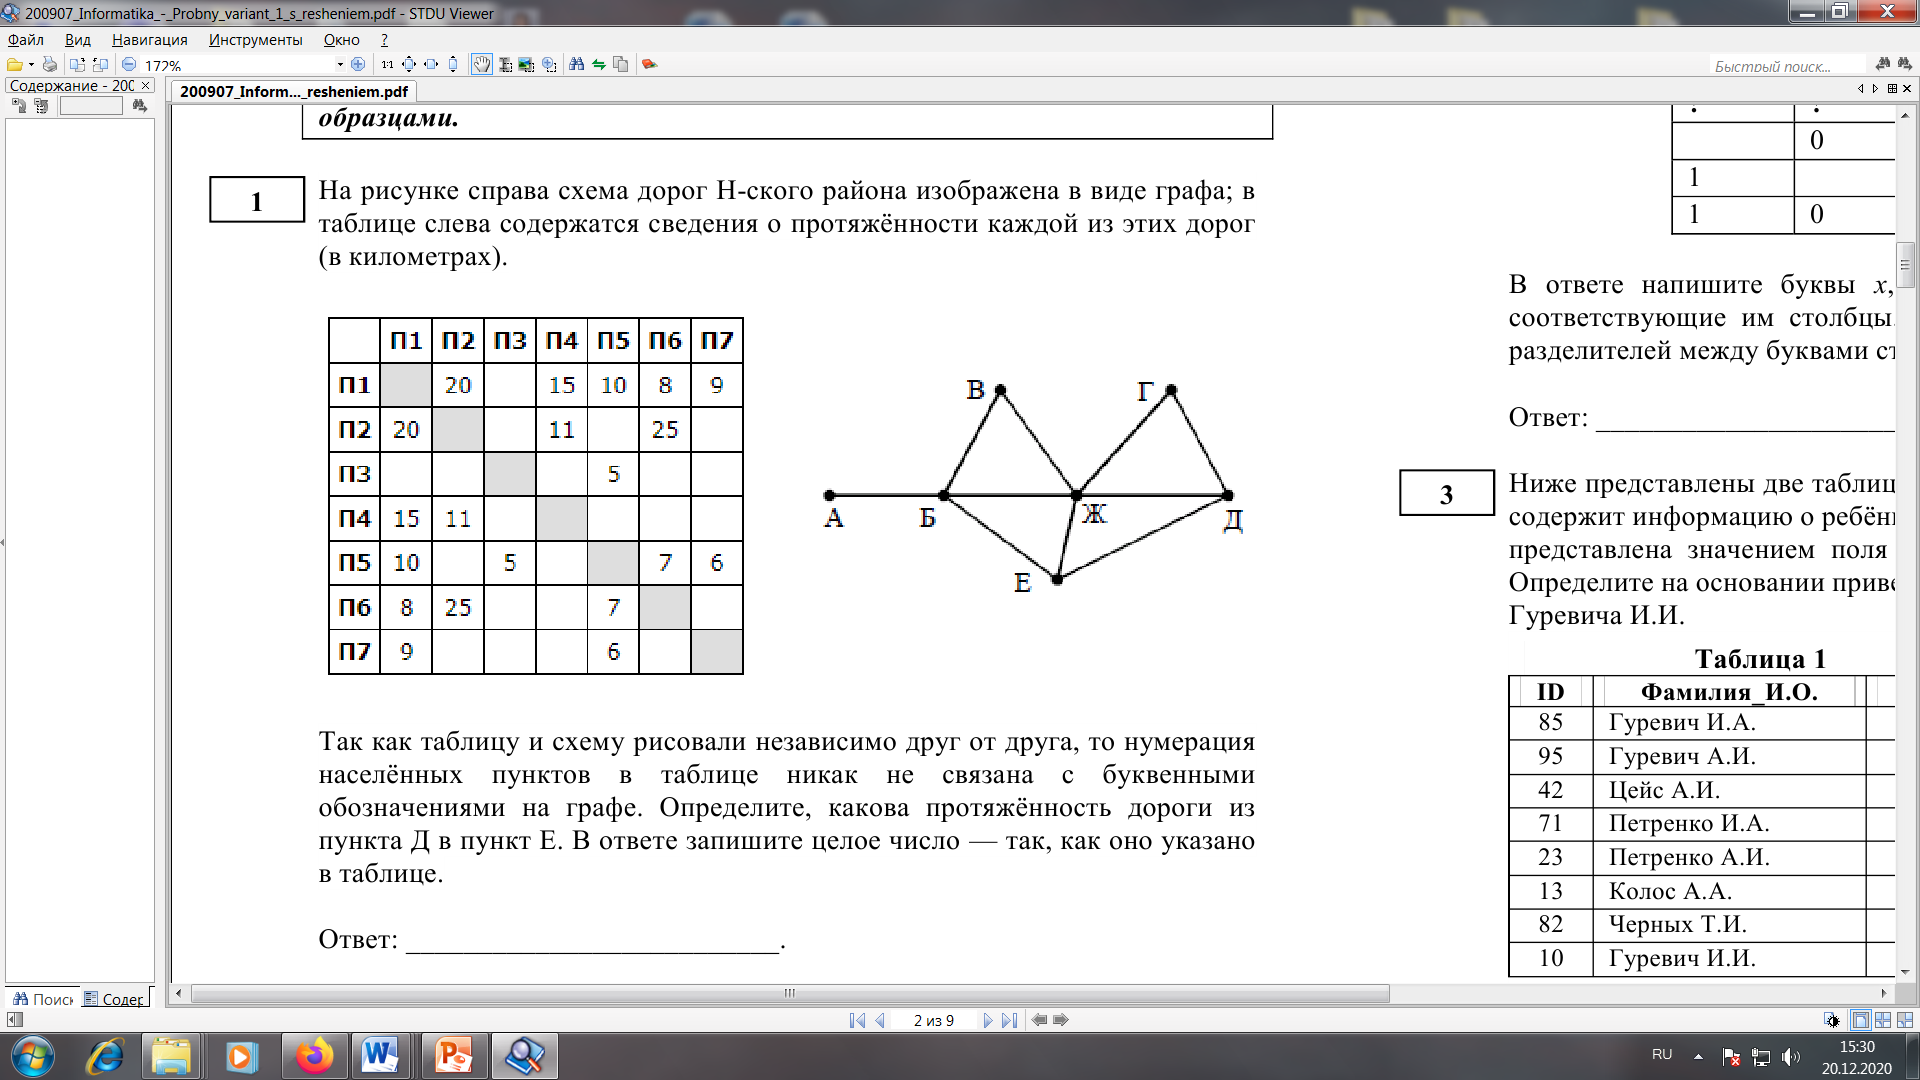 200907_Informatika_-_Probny_variant_1_s_resheniem.pdf - STDU Viewer
Файл Вид Навигация Инструменты Окно ?
172%
1:1
Быстрый поиск...
Содержание - 200
200907_Inform..._resheniem.pdf
образцами.
1
На рисунке справа схема дорог Н-ского района изображена в виде графа; в
таблице слева содержатся сведения о протяжённости каждой из этих дорог
(в километрах).
П1 П2 П3 П4 П5 П6 П7
П1 20 15 10 8 9
П2 20 11 25
П3 5
П4 15 11
П5 10 5 7 6
П6 8 25 7
П7 9 6
В Г
А Б Ж Д
Е
Так как таблицу и схему рисовали независимо друг от друга, то нумерация
населённых пунктов в таблице никак не связана с буквенными
обозначениями на графе. Определите, какова протяжённость дороги из
пункта Д в пункт Е. В ответе запишите целое число — так, как оно указано
в таблице.
Ответ: __________________________.
0
1
1 0
В ответе напишите буквы x,
соответствующие им столбцы.
разделителей между буквами ст
Ответ: _____________________
3
Ниже представлены две таблиц
содержит информацию о ребён
представлена значением поля
Определите на основании приве
Гуревича И.И.
Таблица 1
ID Фамилия_И.О.
85 Гуревич И.А.
95 Гуревич А.И.
42 Цейс А.И.
71 Петренко И.А.
23 Петренко А.И.
13 Колос А.А.
82 Черных Т.И.
10 Гуревич И.И.
Поиск Содер
2 из 9
RU
15:30
20.12.2020